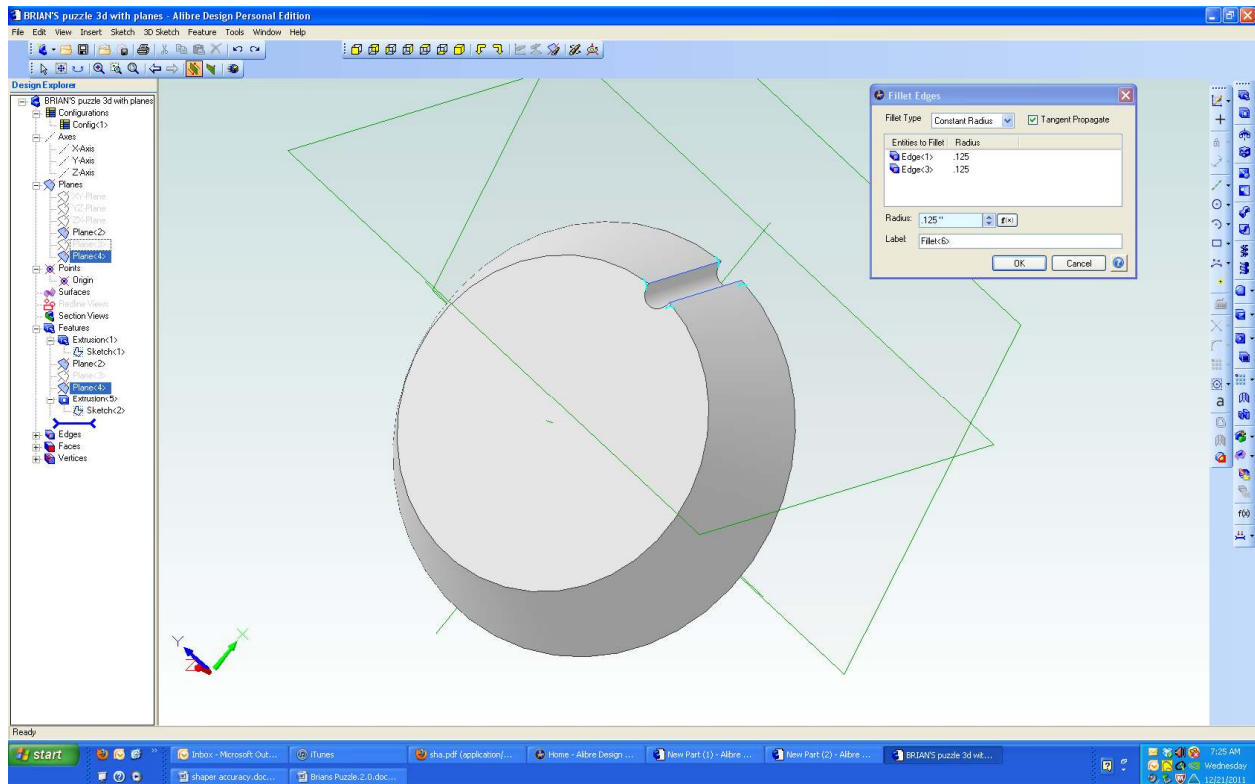 BRIAN'S puzzle 3d with planes - Alibre Design Personal Edition
File Edit View Insert Sketch 3D Sketch Feature Tools Window Help
Design Explorer
BRIAN'S puzzle 3d with planes
Configurations
Config<1>
Axes
X-Axis
Y-Axis
Z-Axis
Planes
XY-Plane
YZ-Plane
ZX-Plane
Plane<2>
Plane<3>
Plane<4>
Points
Origin
Surfaces
Redline Views
Section Views
Features
Extrusion<1>
Sketch<1>
Plane<2>
Plane<3>
Plane<4>
Extrusion<5>
Sketch<2>
Edges
Faces
Vertices
Fillet Edges
Fillet Type Constant Radius Tangent Propagate
Entities to Fillet Radius
Edge<1> .125
Edge<3> .125
Radius: .125 " f(x)
Label: Fillet<6>
OK Cancel
a
f(x)
Y X Z
Ready
start
Inbox - Microsoft Out...
iTunes
sha.pdf (application/...
Home - Alibre Design ...
New Part (1) - Alibre ...
New Part (2) - Alibre ...
BRIAN'S puzzle 3d wit...
shaper accuracy.doc...
Brians Puzzle.2.0.doc...
7:25 AM
Wednesday
12/21/2011